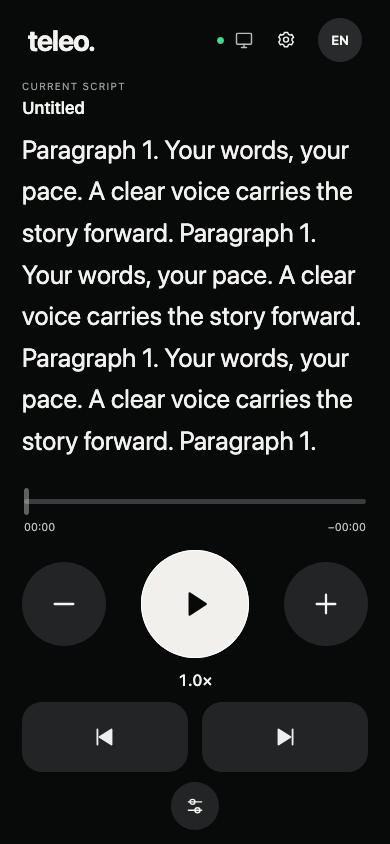 teleo.
EN
CURRENT SCRIPT
Untitled
Paragraph 1. Your words, your
pace. A clear voice carries the
story forward. Paragraph 1.
Your words, your pace. A clear
voice carries the story forward.
Paragraph 1. Your words, your
pace. A clear voice carries the
story forward. Paragraph 1.
00:00
−00:00
1.0×